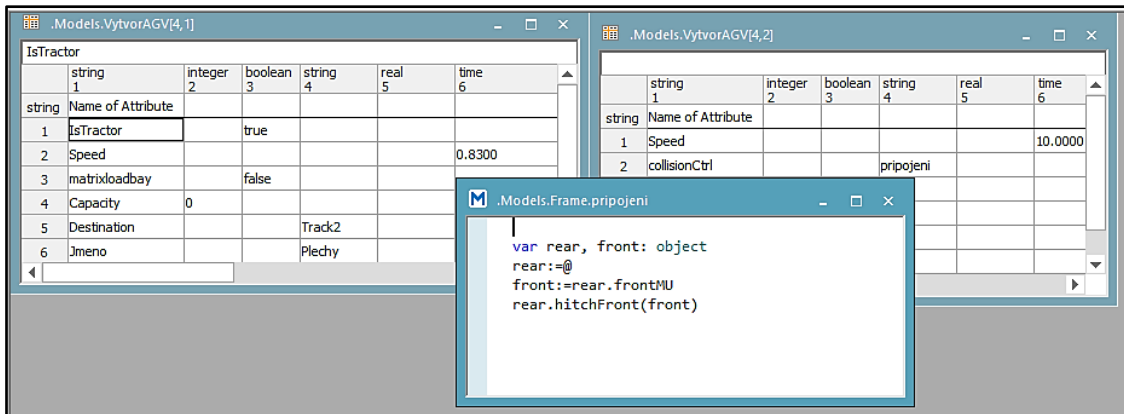 .Models.VytvorAGV[4,1]
IsTractor
string integer boolean string real time
1 2 3 4 5 6
string Name of Attribute
1 IsTractor true
2 Speed 0.8300
3 matrixloadbay false
4 Capacity 0
5 Destination Track2
6 Jmeno Plechy
.Models.VytvorAGV[4,2]
string integer boolean string real time
1 2 3 4 5 6
string Name of Attribute
1 Speed 10.0000
2 collisionCtrl pripojeni
M .Models.Frame.pripojeni
var rear, front: object
rear:=@
front:=rear.frontMU
rear.hitchFront(front)